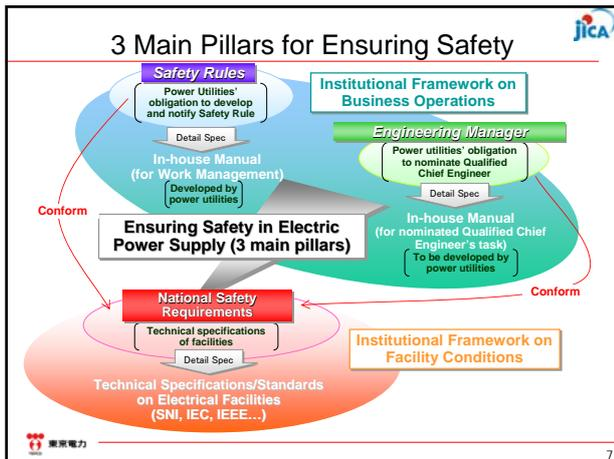 jICA
3 Main Pillars for Ensuring Safety
Safety Rules
Power Utilities'
obligation to develop
and notify Safety Rule
Institutional Framework on
Business Operations
Detail Spec
In-house Manual
(for Work Management)
Developed by
power utilities
Engineering Manager
Power utilities' obligation
to nominate Qualified
Chief Engineer
Detail Spec
In-house Manual
(for nominated Qualified Chief
Engineer's task)
To be developed by
power utilities
Conform
Ensuring Safety in Electric
Power Supply (3 main pillars)
Conform
National Safety
Requirements
Technical specifications
of facilities
Detail Spec
Institutional Framework on
Facility Conditions
Technical Specifications/Standards
on Electrical Facilities
(SNI, IEC, IEEE...)
TEPCO
東京電力
7